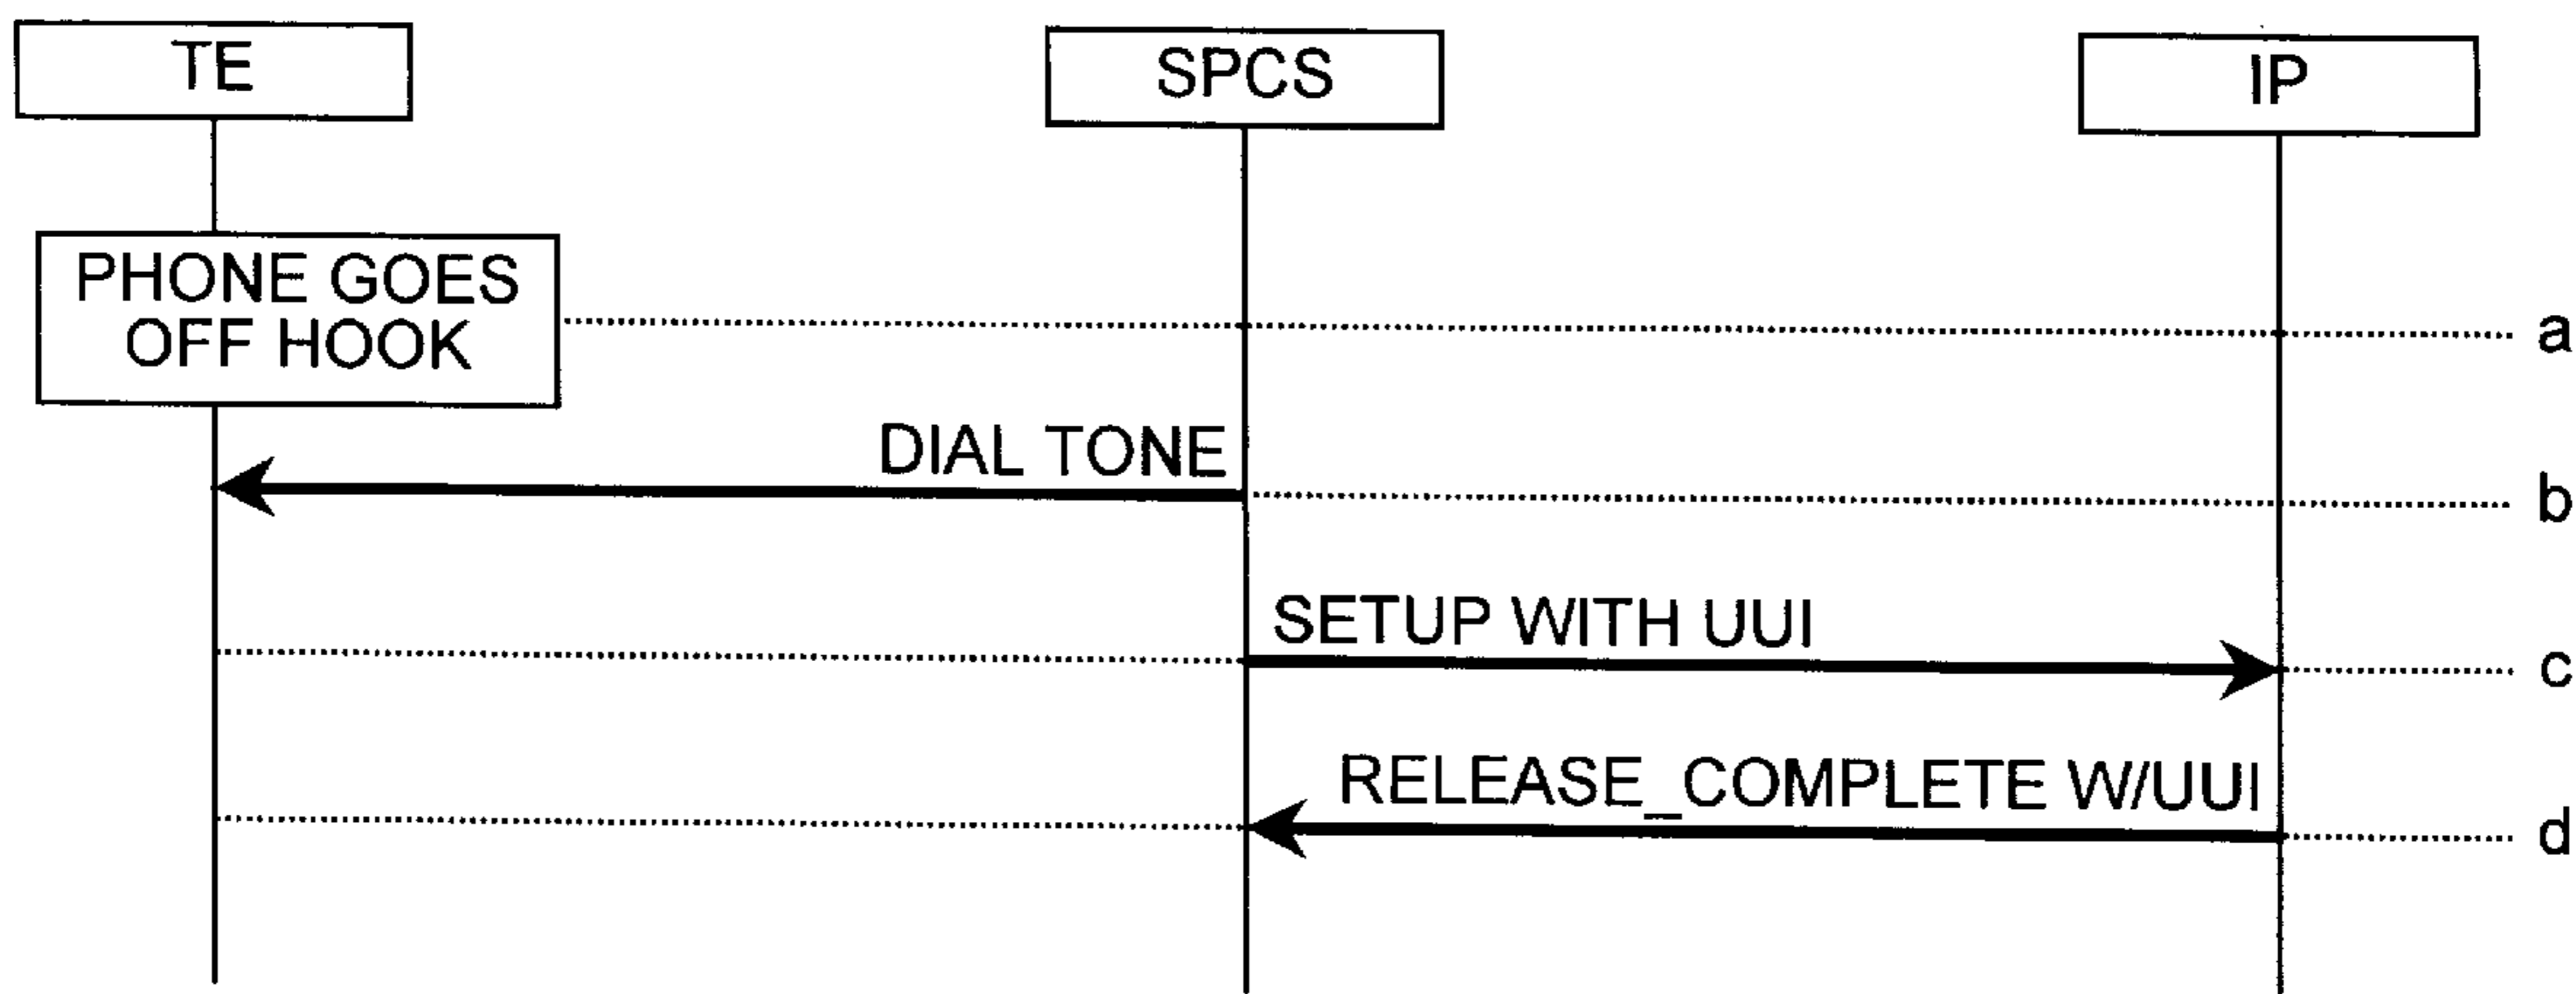 TE
SPCS
IP
PHONE GOES
OFF HOOK
a
DIAL TONE
b
SETUP WITH UUI
c
RELEASE_COMPLETE W/UUI
d